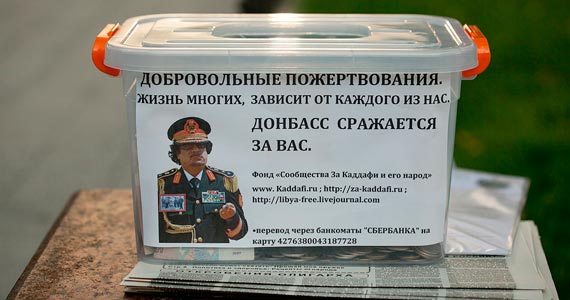 ДОБРОВОЛЬНЫЕ ПОЖЕРТВОВАНИЯ.
ЖИЗНЬ МНОГИХ, ЗАВИСИТ ОТ КАЖДОГО ИЗ НАС.
ДОНБАСС СРАЖАЕТСЯ
ЗА ВАС.
Фонд «Сообщества За Каддафи и его народ»
www. Kaddafi.ru ; http://za-kaddafi.ru ;
http://libya-free.livejournal.com
•перевод через банкоматы "СБЕРБАНКА" на
карту 4276380043187728